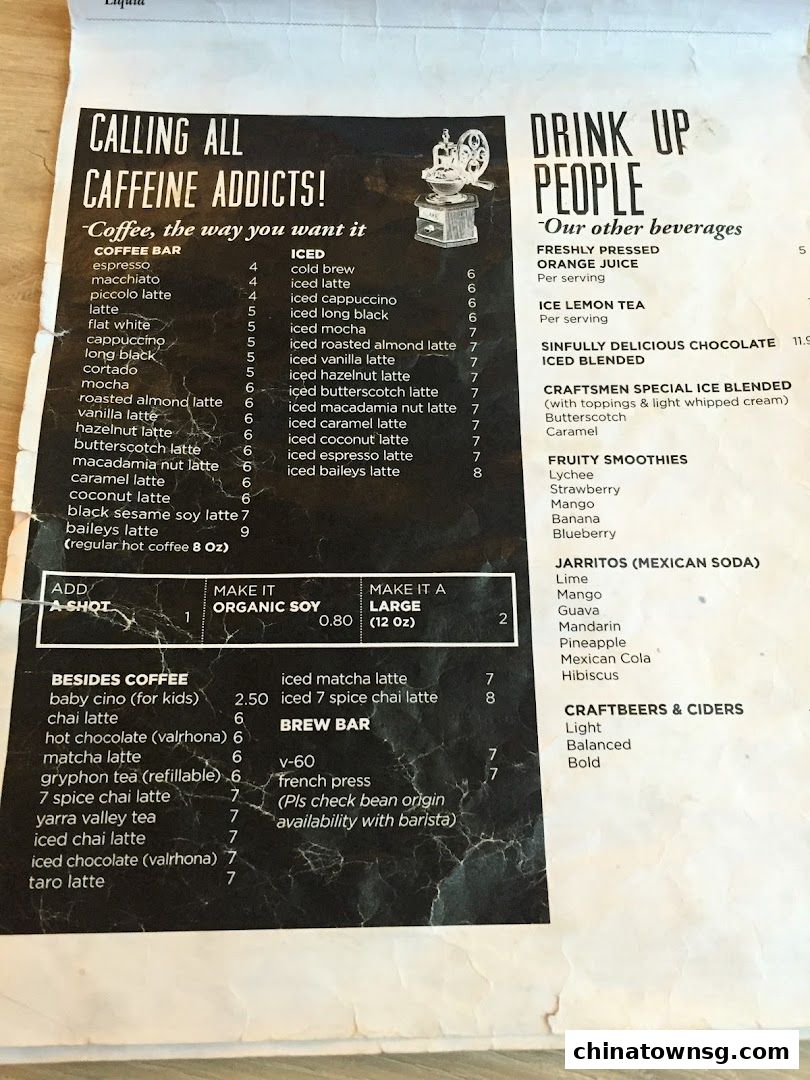 Liquid
CALLING ALL
CAFFEINE ADDICTS!
~Coffee, the way you want it
COFFEE BAR
espresso 4
macchiato 4
piccolo latte 4
latte 5
flat white 5
cappuccino 5
long black 5
cortado 5
mocha 6
roasted almond latte 6
vanilla latte 6
hazelnut latte 6
butterscotch latte 6
macadamia nut latte 6
caramel latte 6
coconut latte 6
black sesame soy latte 7
baileys latte 9
(regular hot coffee 8 Oz)
ICED
cold brew 6
iced latte 6
iced cappuccino 6
iced long black 6
iced mocha 7
iced roasted almond latte 7
iced vanilla latte 7
iced hazelnut latte 7
iced butterscotch latte 7
iced macadamia nut latte 7
iced caramel latte 7
iced coconut latte 7
iced espresso latte 7
iced baileys latte 8
ADD
A SHOT 1
MAKE IT
ORGANIC SOY
0.80
MAKE IT A
LARGE
(12 Oz) 2
BESIDES COFFEE
baby cino (for kids) 2.50
chai latte 6
hot chocolate (valrhona) 6
matcha latte 6
gryphon tea (refillable) 6
7 spice chai latte 7
yarra valley tea 7
iced chai latte 7
iced chocolate (valrhona) 7
taro latte 7
iced matcha latte 7
iced 7 spice chai latte 8
BREW BAR
v-60 7
french press 7
(Pls check bean origin
availability with barista)
DRINK UP
PEOPLE
~Our other beverages
FRESHLY PRESSED 5
ORANGE JUICE
Per serving
ICE LEMON TEA
Per serving
SINFULLY DELICIOUS CHOCOLATE
ICED BLENDED
CRAFTSMEN SPECIAL ICE BLENDED
(with toppings & light whipped cream)
Butterscotch
Caramel
FRUITY SMOOTHIES
Lychee
Strawberry
Mango
Banana
Blueberry
JARRITOS (MEXICAN SODA)
Lime
Mango
Guava
Mandarin
Pineapple
Mexican Cola
Hibiscus
CRAFTBEERS & CIDERS
Light
Balanced
Bold
chinatownsg.com